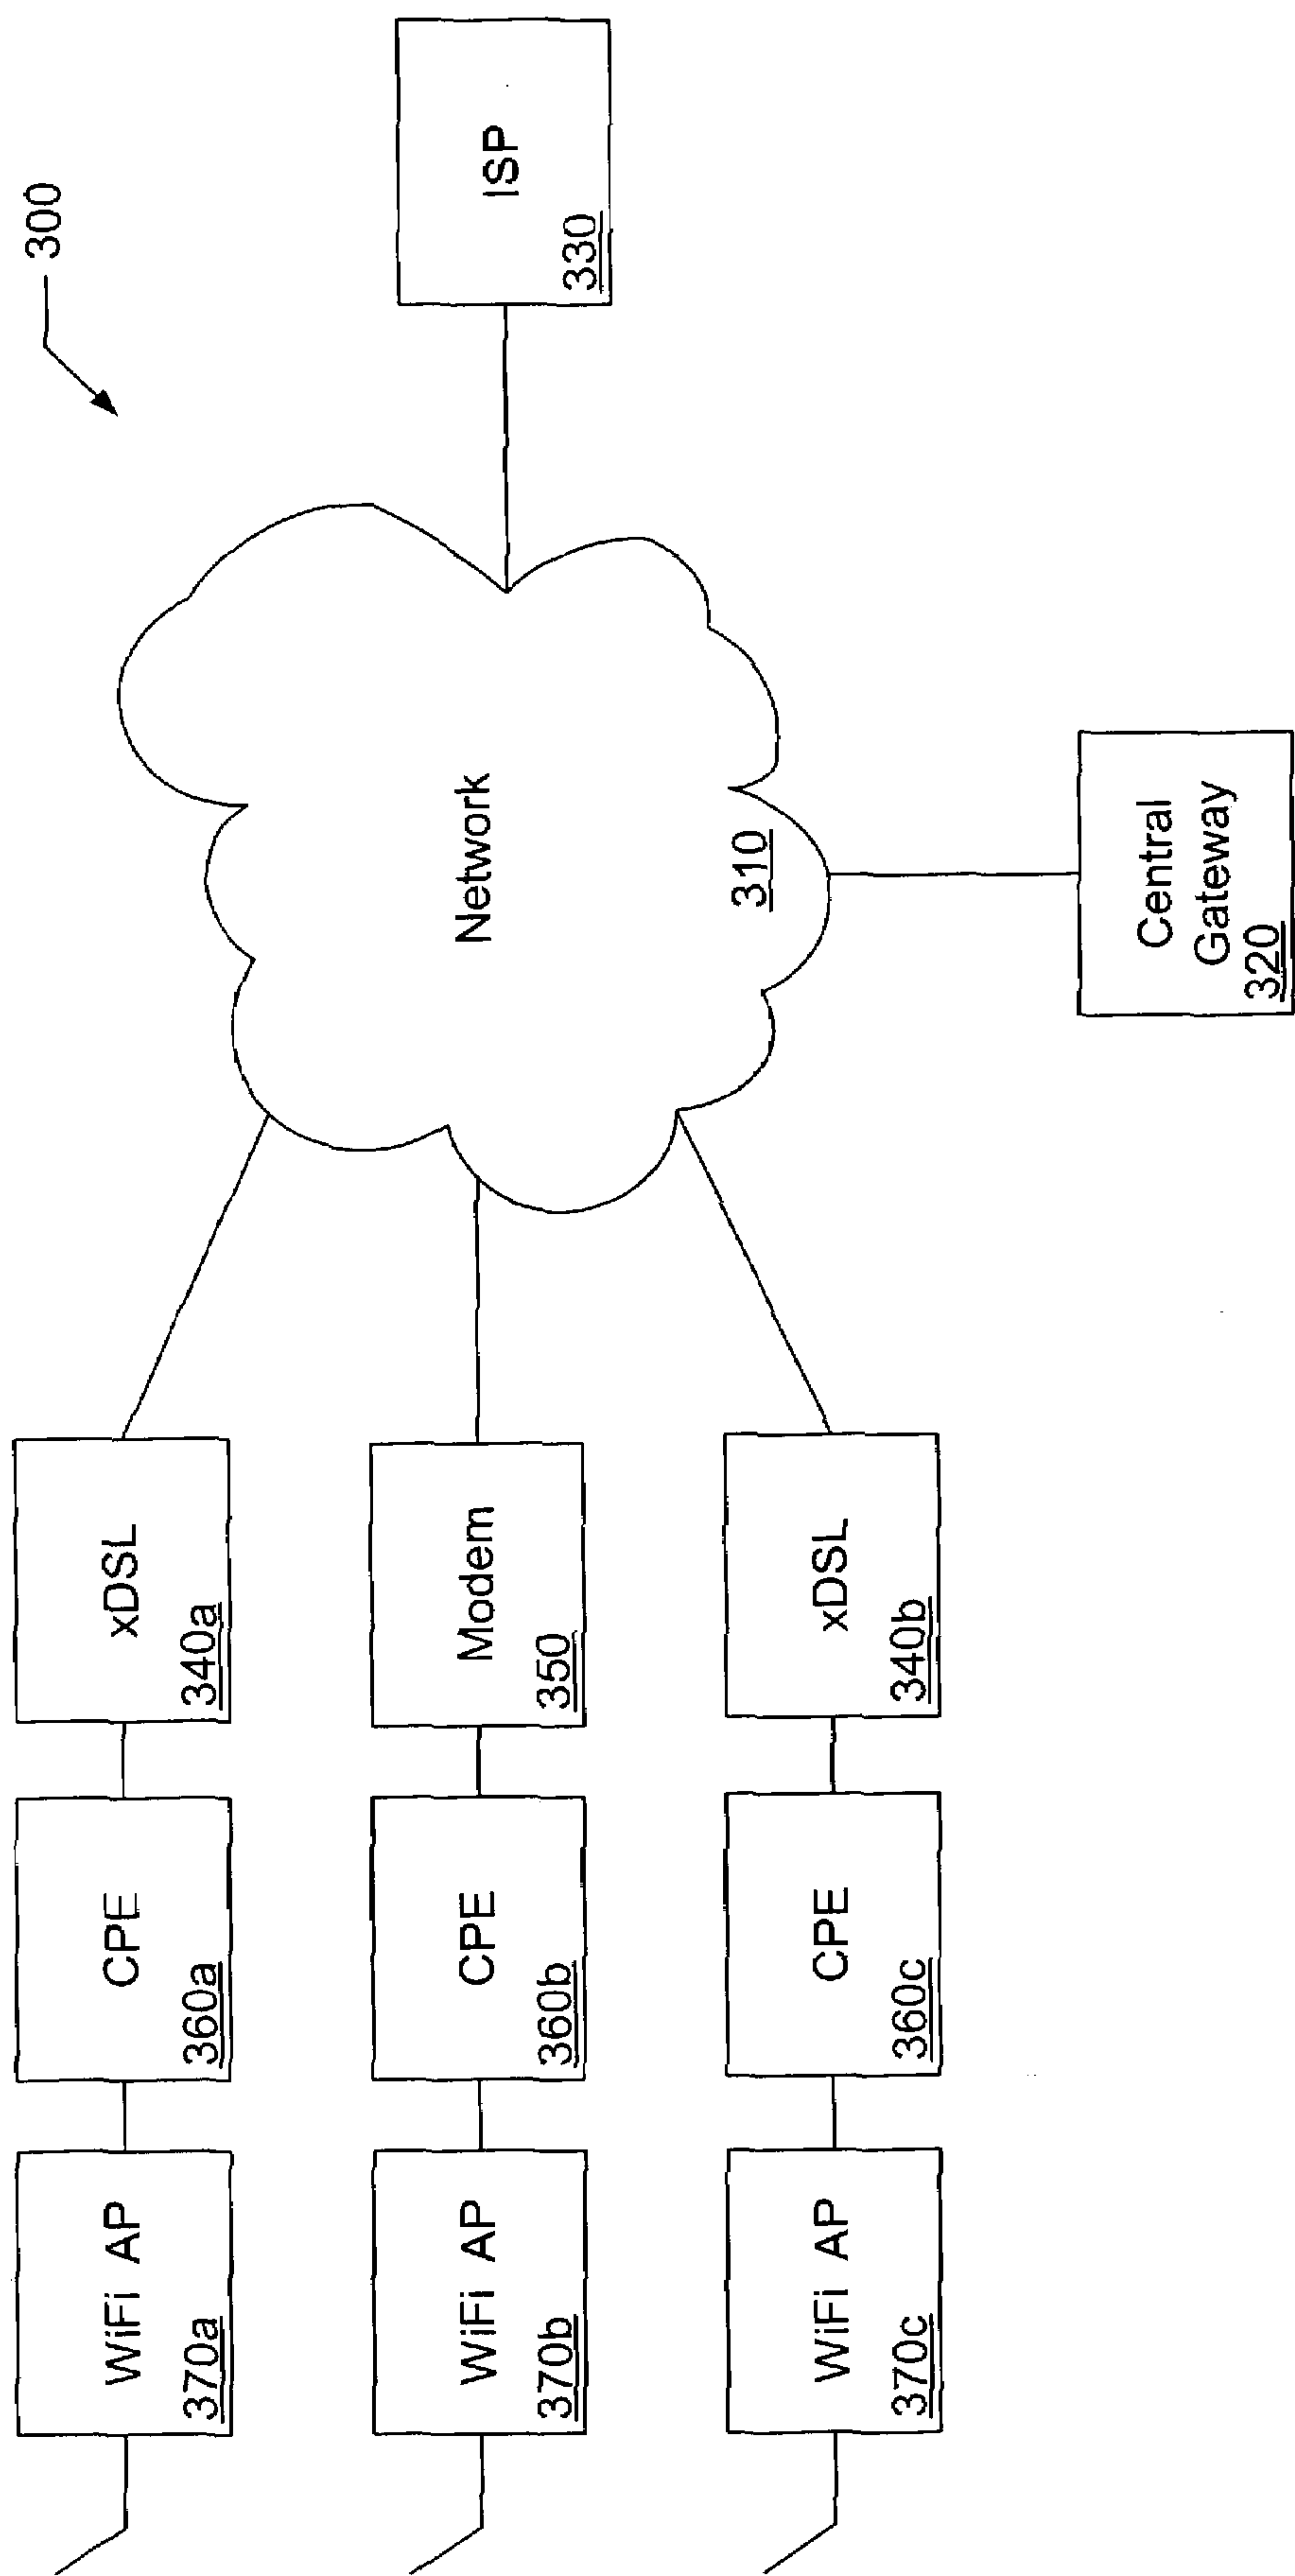 300
WiFi AP
370a
CPE
360a
xDSL
340a
WiFi AP
370b
CPE
360b
Modem
350
Network
310
ISP
330
WiFi AP
370c
CPE
360c
xDSL
340b
Central
Gateway
320